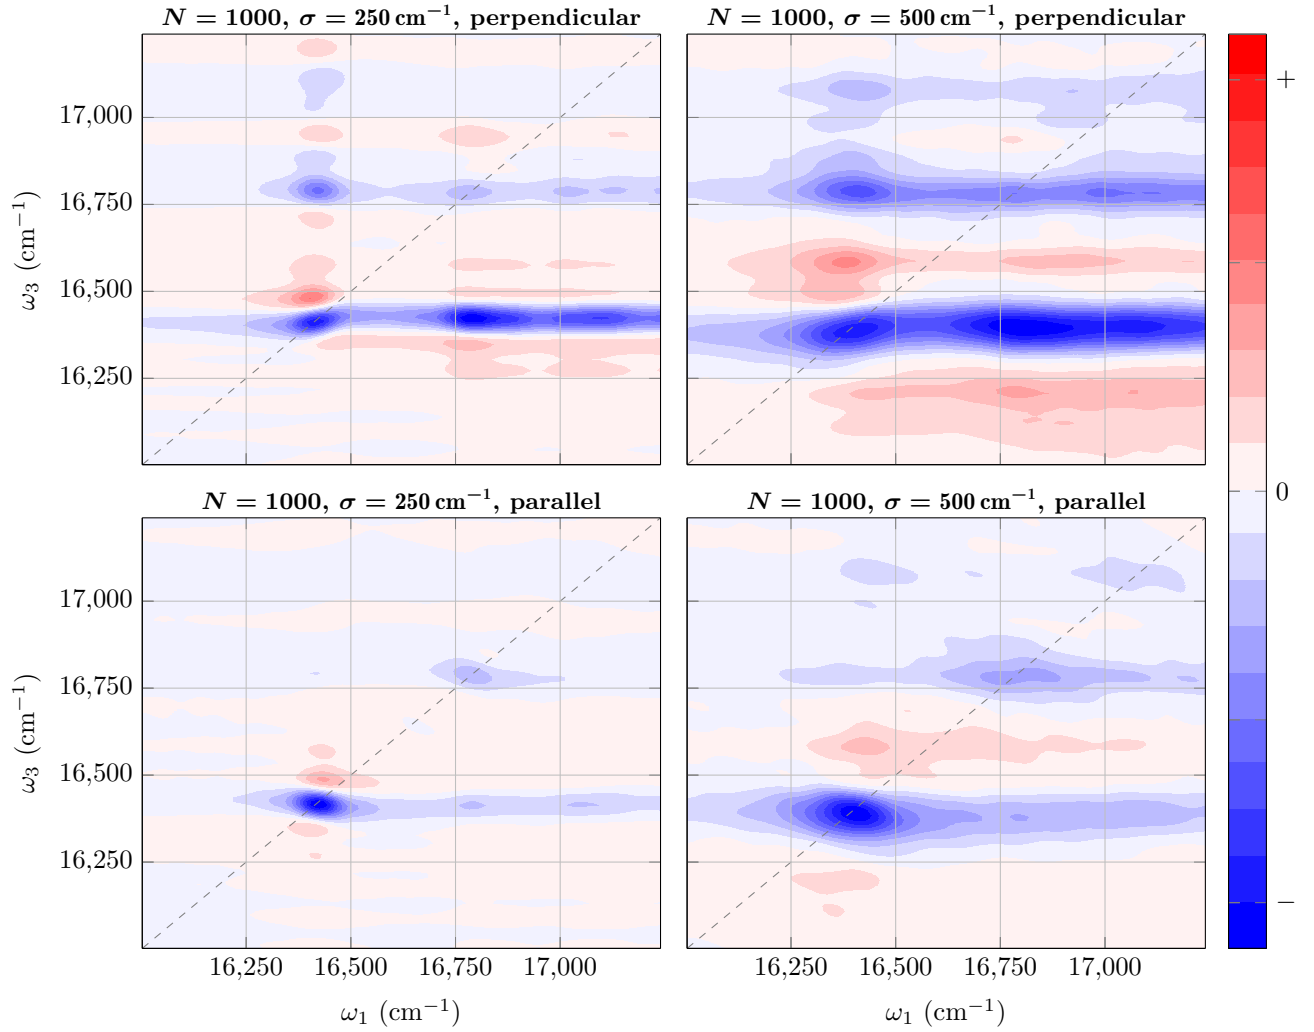 N = 1000, σ = 250 cm⁻¹, perpendicular
N = 1000, σ = 500 cm⁻¹, perpendicular
17,000
16,750
16,500
16,250
ω₃ (cm⁻¹)
+
0
−
N = 1000, σ = 250 cm⁻¹, parallel
N = 1000, σ = 500 cm⁻¹, parallel
17,000
16,750
16,500
16,250
ω₃ (cm⁻¹)
16,250 16,500 16,750 17,000
16,250 16,500 16,750 17,000
ω₁ (cm⁻¹)
ω₁ (cm⁻¹)